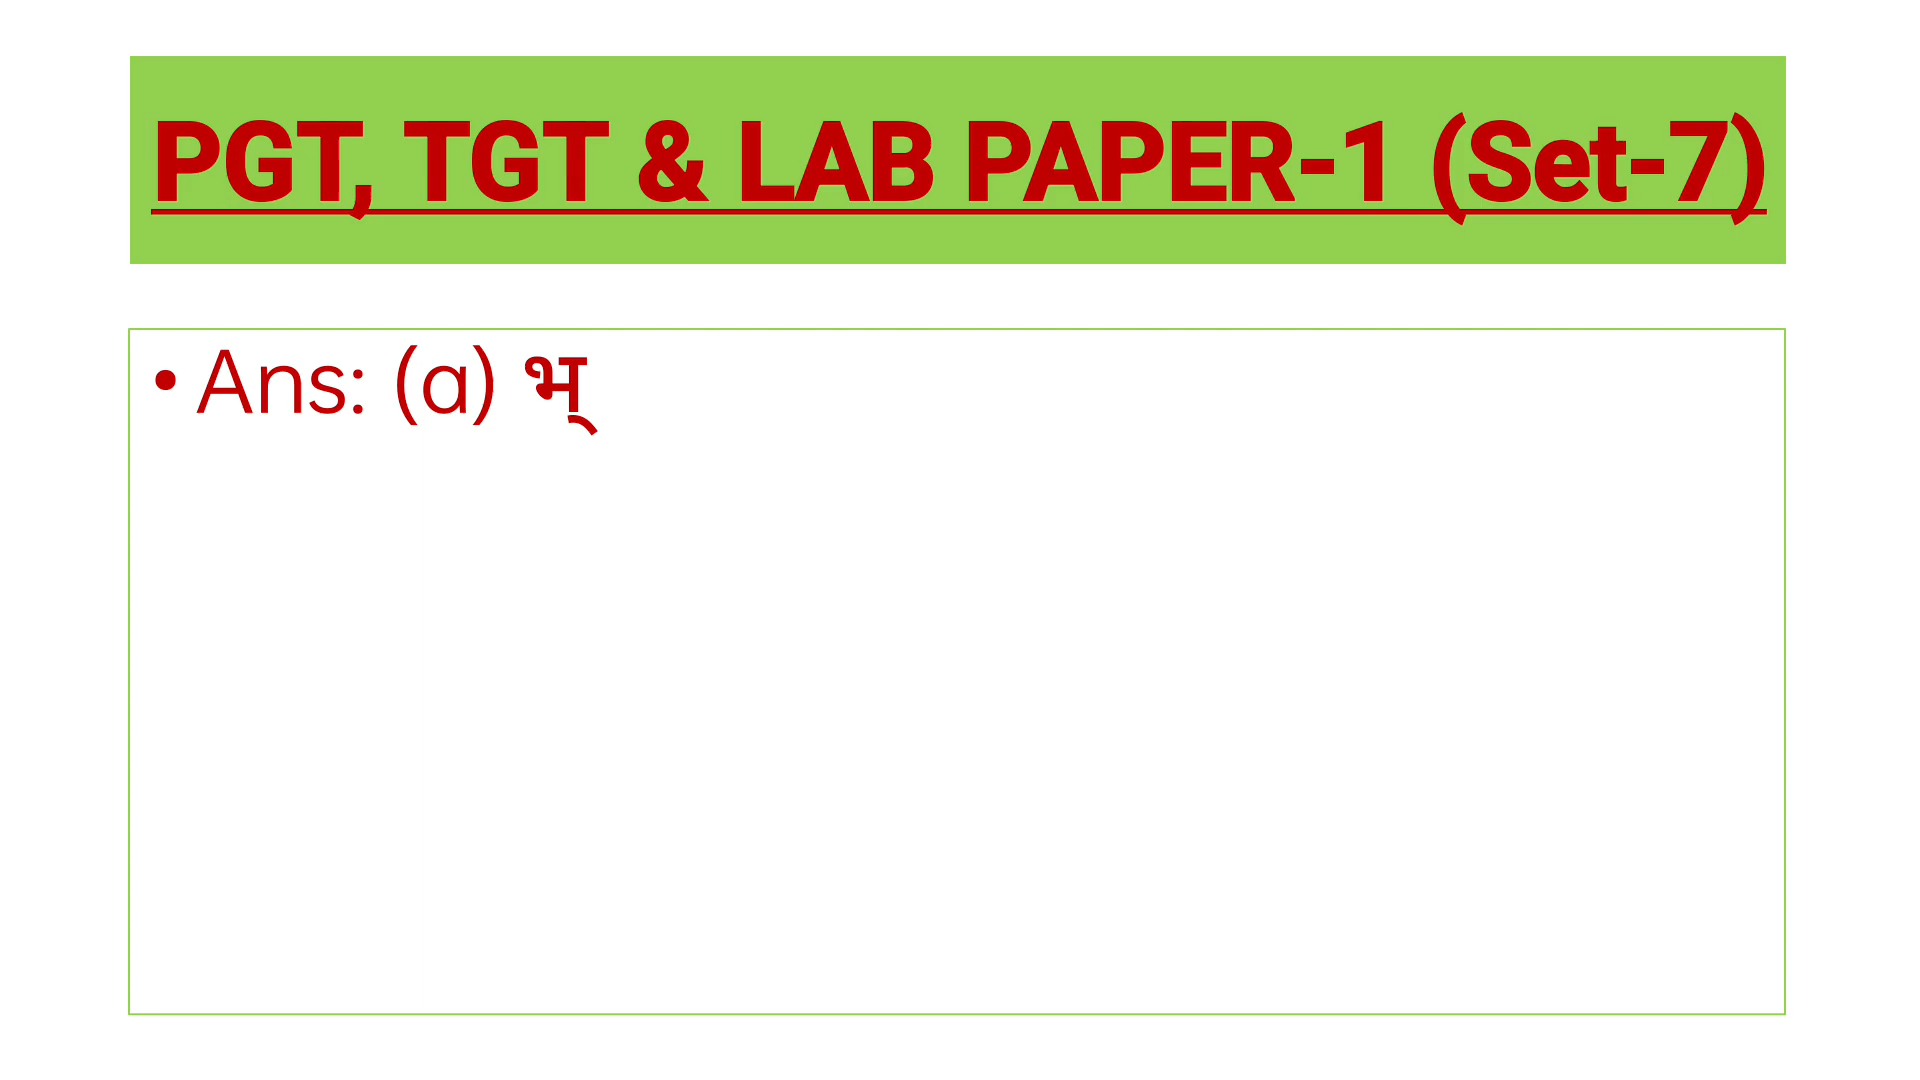 PGT, TGT & LAB PAPER-1 (Set-7)
• Ans: (a) भ्